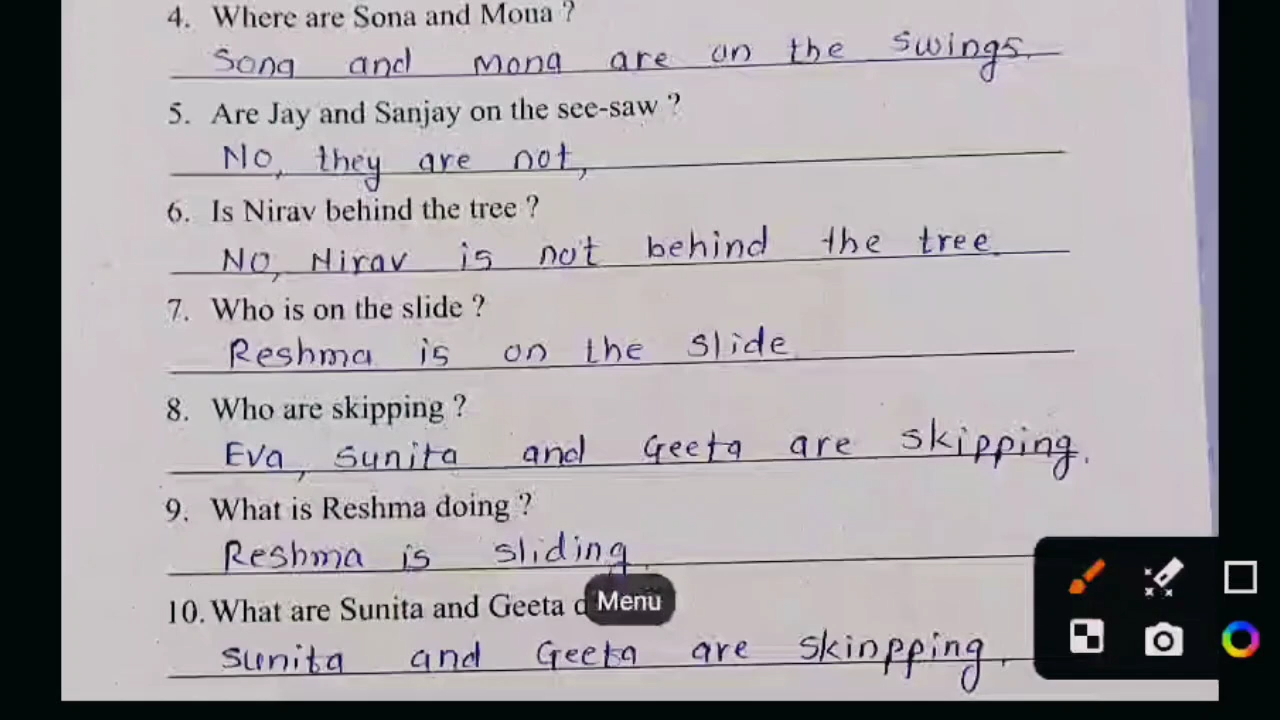 4. Where are Sona and Mona ?
Sona and Mona are on the swings.
5. Are Jay and Sanjay on the see-saw ?
No, they are not,
6. Is Nirav behind the tree ?
No, Nirav is not behind the tree.
7. Who is on the slide ?
Reshma is on the slide
8. Who are skipping ?
Eva, Sunita and Geeta are skipping.
9. What is Reshma doing ?
Reshma is sliding.
10. What are Sunita and Geeta d
Menu
Sunita and Geeta are skinpping.